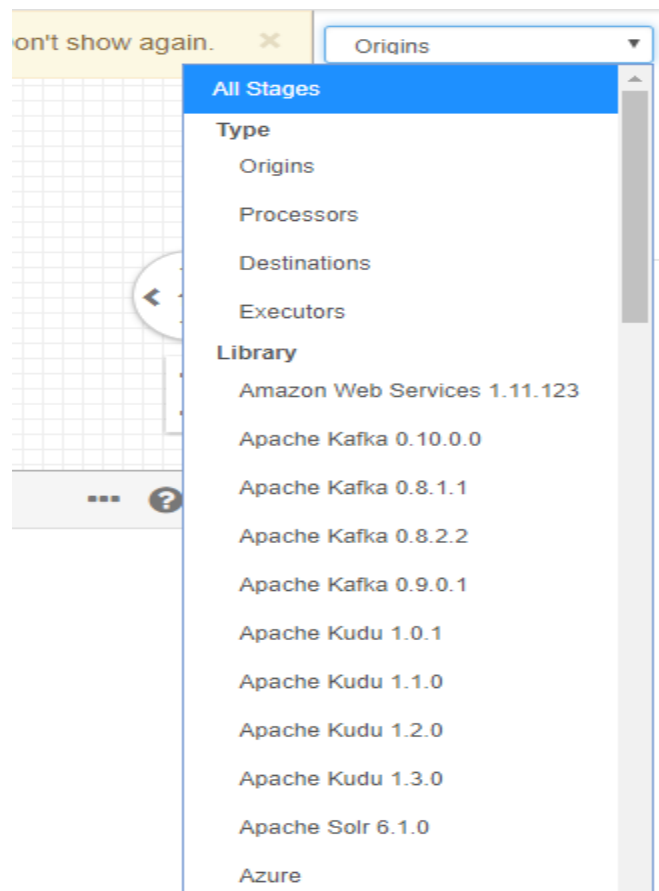 on't show again. ×
Origins
All Stages
Type
Origins
Processors
Destinations
Executors
Library
Amazon Web Services 1.11.123
Apache Kafka 0.10.0.0
Apache Kafka 0.8.1.1
Apache Kafka 0.8.2.2
Apache Kafka 0.9.0.1
Apache Kudu 1.0.1
Apache Kudu 1.1.0
Apache Kudu 1.2.0
Apache Kudu 1.3.0
Apache Solr 6.1.0
Azure